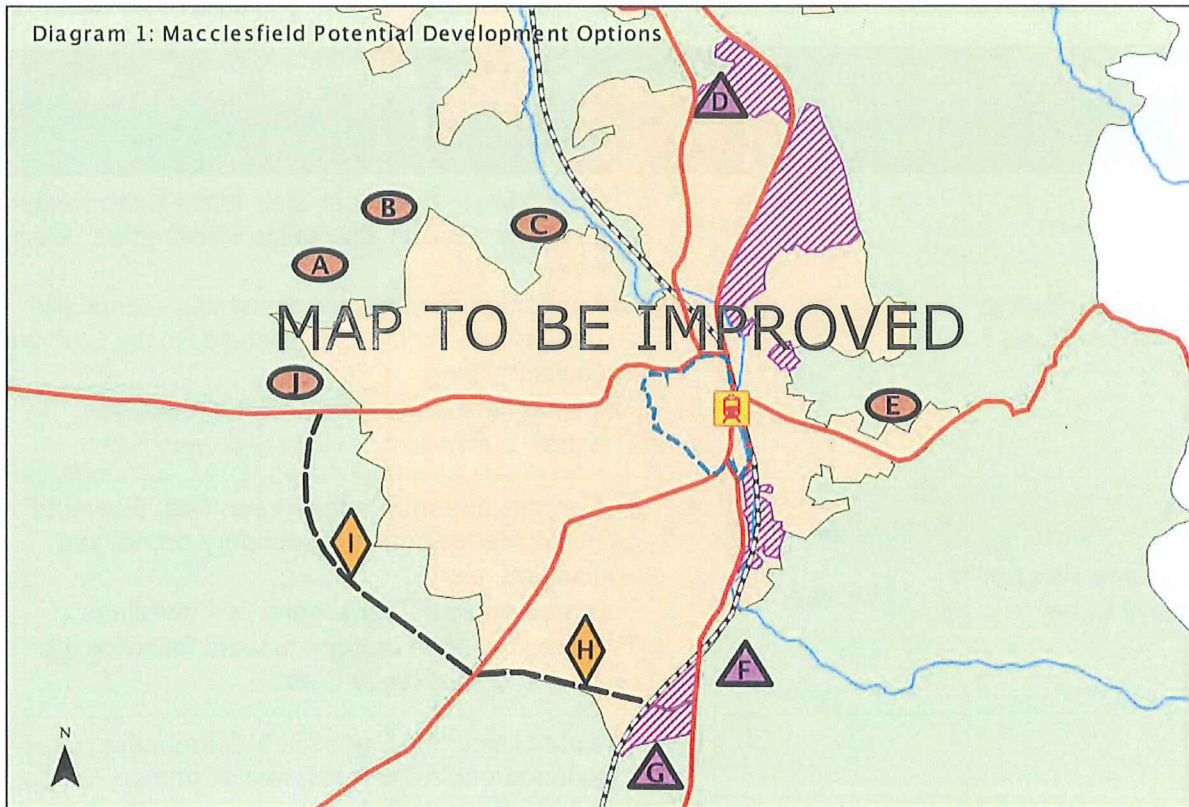 Diagram 1: Macclesfield Potential Development Options
D
B
C
A
MAP TO BE IMPROVED
J
E
I
H
F
G
N